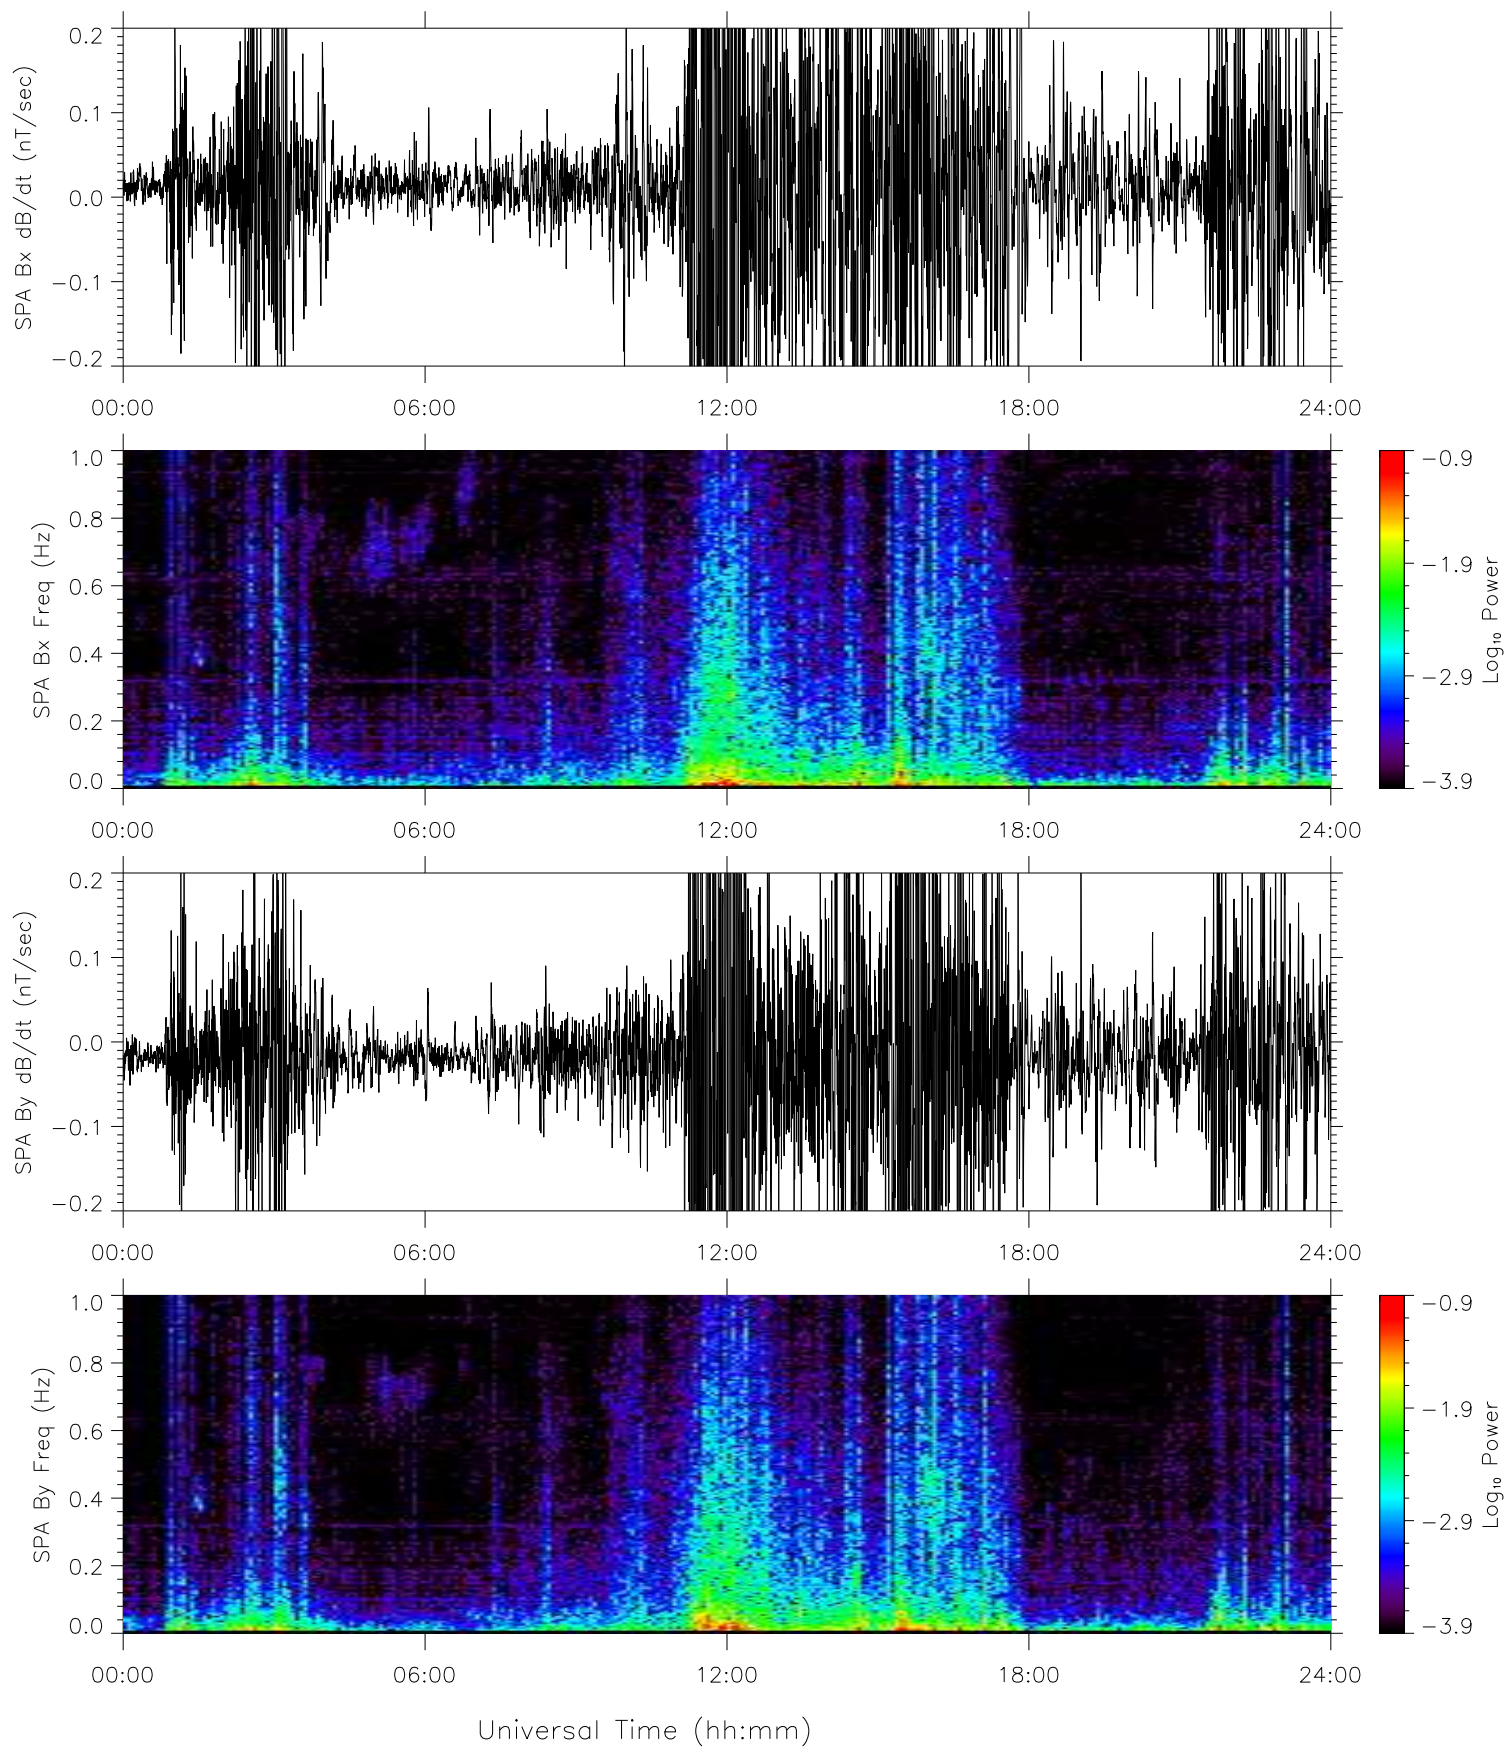 SPA Bx dB/dt (nT/sec)
0.2
0.1
0.0
−0.1
−0.2
00:00 06:00 12:00 18:00 24:00
SPA Bx Freq (Hz)
1.0
0.8
0.6
0.4
0.2
0.0
00:00 06:00 12:00 18:00 24:00
−0.9
−1.9
−2.9
−3.9
Log₁₀ Power
SPA By dB/dt (nT/sec)
0.2
0.1
0.0
−0.1
−0.2
00:00 06:00 12:00 18:00 24:00
SPA By Freq (Hz)
1.0
0.8
0.6
0.4
0.2
0.0
00:00 06:00 12:00 18:00 24:00
−0.9
−1.9
−2.9
−3.9
Log₁₀ Power
Universal Time (hh:mm)